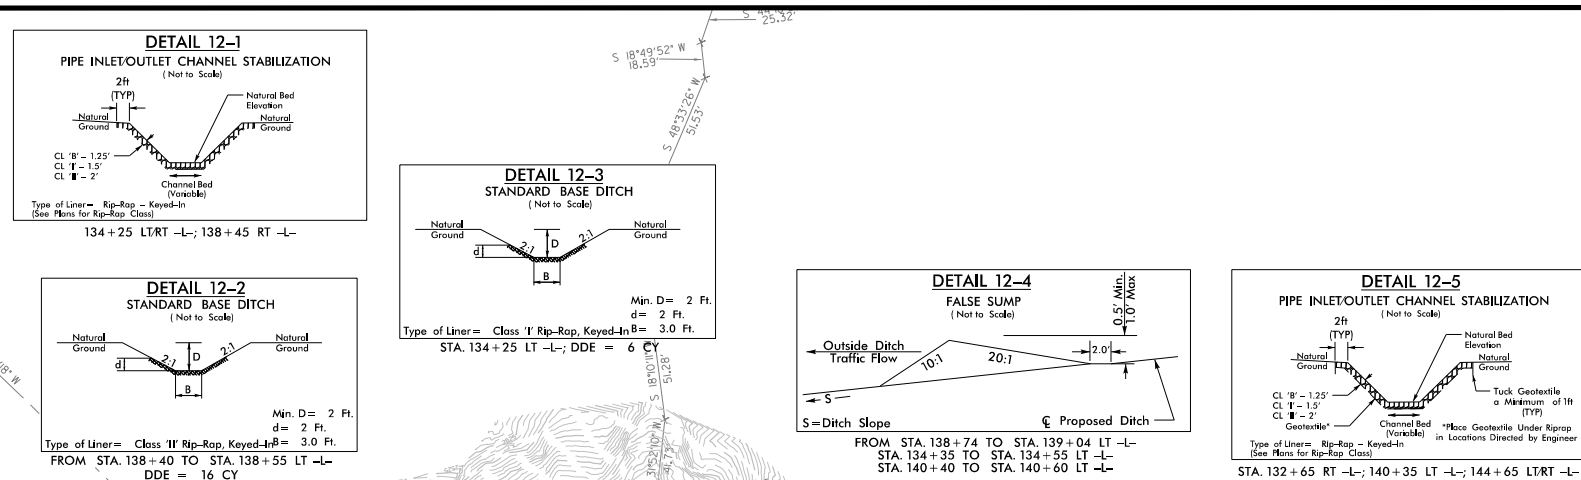 S 18°49'52" W
18.59'
25.32'
S 48°33'26" W
51.53'
DETAIL 12–1
PIPE INLET/OUTLET CHANNEL STABILIZATION
( Not to Scale)
2ft
(TYP)
Natural Bed
Elevation
Natural
Ground
Natural
Ground
CL 'B' – 1.25'
CL 'I' – 1.5'
CL 'II' – 2'
Channel Bed
(Variable)
Type of Liner= Rip–Rap – Keyed–In
(See Plans for Rip–Rap Class)
134+25 LT/RT –L–; 138+45 RT –L–
DETAIL 12–2
STANDARD BASE DITCH
( Not to Scale)
Natural
Ground
Natural
Ground
2:1
2:1
D
d
B
Min. D= 2 Ft.
d= 2 Ft.
B= 3.0 Ft.
Type of Liner= Class 'II' Rip–Rap, Keyed–In
FROM STA. 138+40 TO STA. 138+55 LT –L–
DDE = 16 CY
DETAIL 12–3
STANDARD BASE DITCH
( Not to Scale)
Natural
Ground
Natural
Ground
2:1
2:1
D
d
B
Min. D= 2 Ft.
d= 2 Ft.
B= 3.0 Ft.
Type of Liner= Class 'I' Rip–Rap, Keyed–In
STA. 134+25 LT –L–; DDE = 6 CY
51.28'
41.73'
DETAIL 12–4
FALSE SUMP
( Not to Scale)
0.5' Min.
1.0' Max
Outside Ditch
Traffic Flow
10:1
20:1
2.0'
S
S=Ditch Slope
℄ Proposed Ditch
FROM STA. 138+74 TO STA. 139+04 LT –L–
STA. 134+35 TO STA. 134+55 LT –L–
STA. 140+40 TO STA. 140+60 LT –L–
DETAIL 12–5
PIPE INLET/OUTLET CHANNEL STABILIZATION
( Not to Scale)
2ft
(TYP)
Natural Bed
Elevation
Natural
Ground
Natural
Ground
CL 'B' – 1.25'
CL 'I' – 1.5'
CL 'II' – 2'
Geotextile*
Tuck Geotextile
a Minimum of 1ft
(TYP)
Channel Bed
(Variable)
*Place Geotextile Under Riprap
in Locations Directed by Engineer
Type of Liner= Rip–Rap – Keyed–In
(See Plans for Rip–Rap Class)
STA. 132+65 RT –L–; 140+35 LT –L–; 144+65 LT/RT –L–